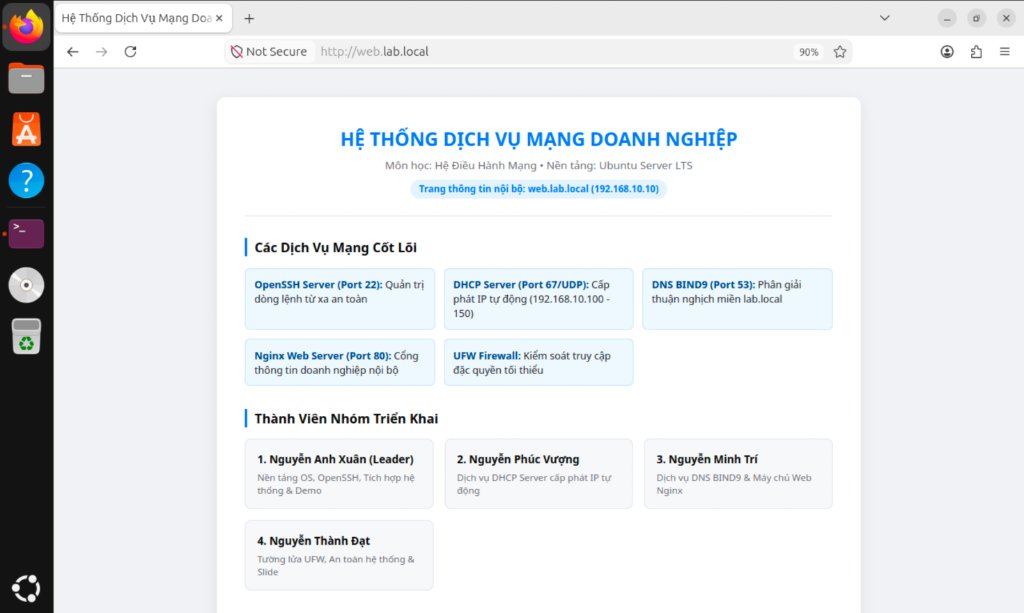 Hệ Thống Dịch Vụ Mạng Doa
Not Secure
http://web.lab.local
90%
HỆ THỐNG DỊCH VỤ MẠNG DOANH NGHIỆP
Môn học: Hệ Điều Hành Mạng • Nền tảng: Ubuntu Server LTS
Trang thông tin nội bộ: web.lab.local (192.168.10.10)
Các Dịch Vụ Mạng Cốt Lõi
OpenSSH Server (Port 22): Quản trị
dòng lệnh từ xa an toàn
DHCP Server (Port 67/UDP): Cấp
phát IP tự động (192.168.10.100 -
150)
DNS BIND9 (Port 53): Phân giải
thuận nghịch miền lab.local
Nginx Web Server (Port 80): Cổng
thông tin doanh nghiệp nội bộ
UFW Firewall: Kiểm soát truy cập
đặc quyền tối thiểu
Thành Viên Nhóm Triển Khai
1. Nguyễn Anh Xuân (Leader)
Nền tảng OS, OpenSSH, Tích hợp hệ
thống & Demo
2. Nguyễn Phúc Vượng
Dịch vụ DHCP Server cấp phát IP tự
động
3. Nguyễn Minh Trí
Dịch vụ DNS BIND9 & Máy chủ Web
Nginx
4. Nguyễn Thành Đạt
Tường lửa UFW, An toàn hệ thống &
Slide